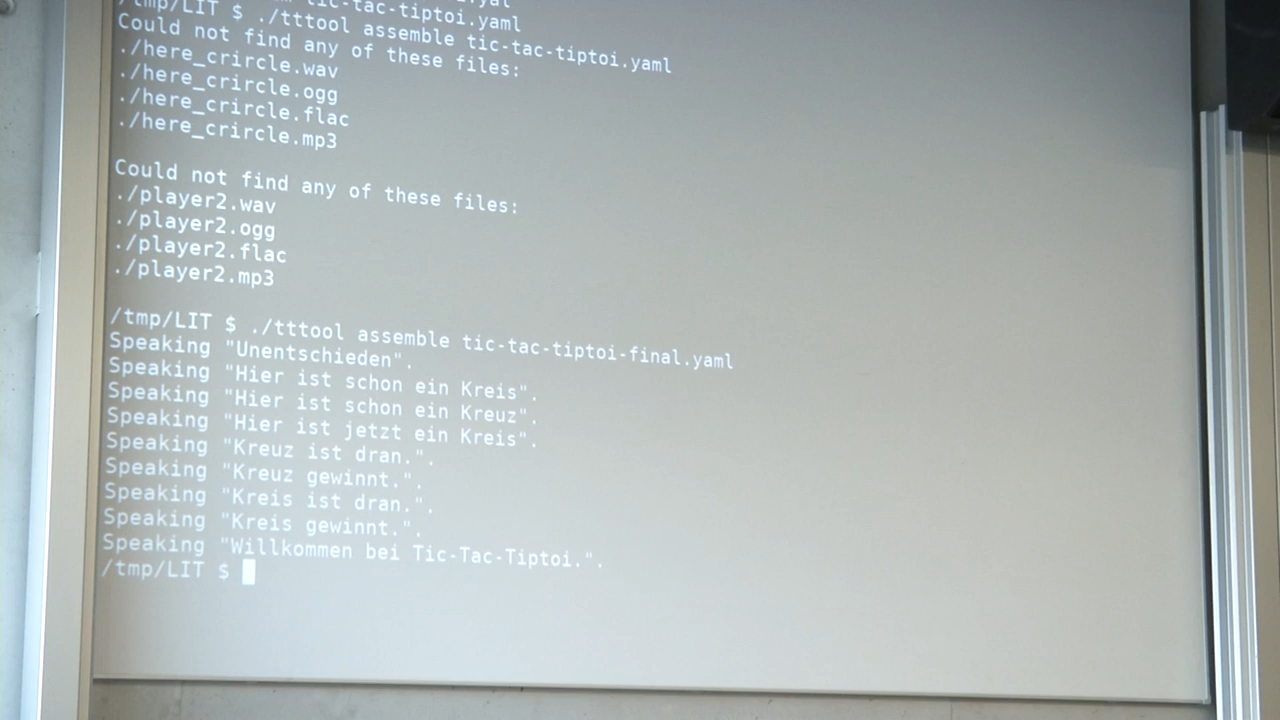 tic-tac-tiptoi.yaml
/tmp/LIT $ ./tttool assemble tic-tac-tiptoi.yaml
Could not find any of these files:
./here_crircle.wav
./here_crircle.ogg
./here_crircle.flac
./here_crircle.mp3
Could not find any of these files:
./player2.wav
./player2.ogg
./player2.flac
./player2.mp3
/tmp/LIT $ ./tttool assemble tic-tac-tiptoi-final.yaml
Speaking "Unentschieden".
Speaking "Hier ist schon ein Kreis".
Speaking "Hier ist schon ein Kreuz".
Speaking "Hier ist jetzt ein Kreis".
Speaking "Kreuz ist dran.".
Speaking "Kreuz gewinnt.".
Speaking "Kreis ist dran.".
Speaking "Kreis gewinnt.".
Speaking "Willkommen bei Tic-Tac-Tiptoi.".
/tmp/LIT $